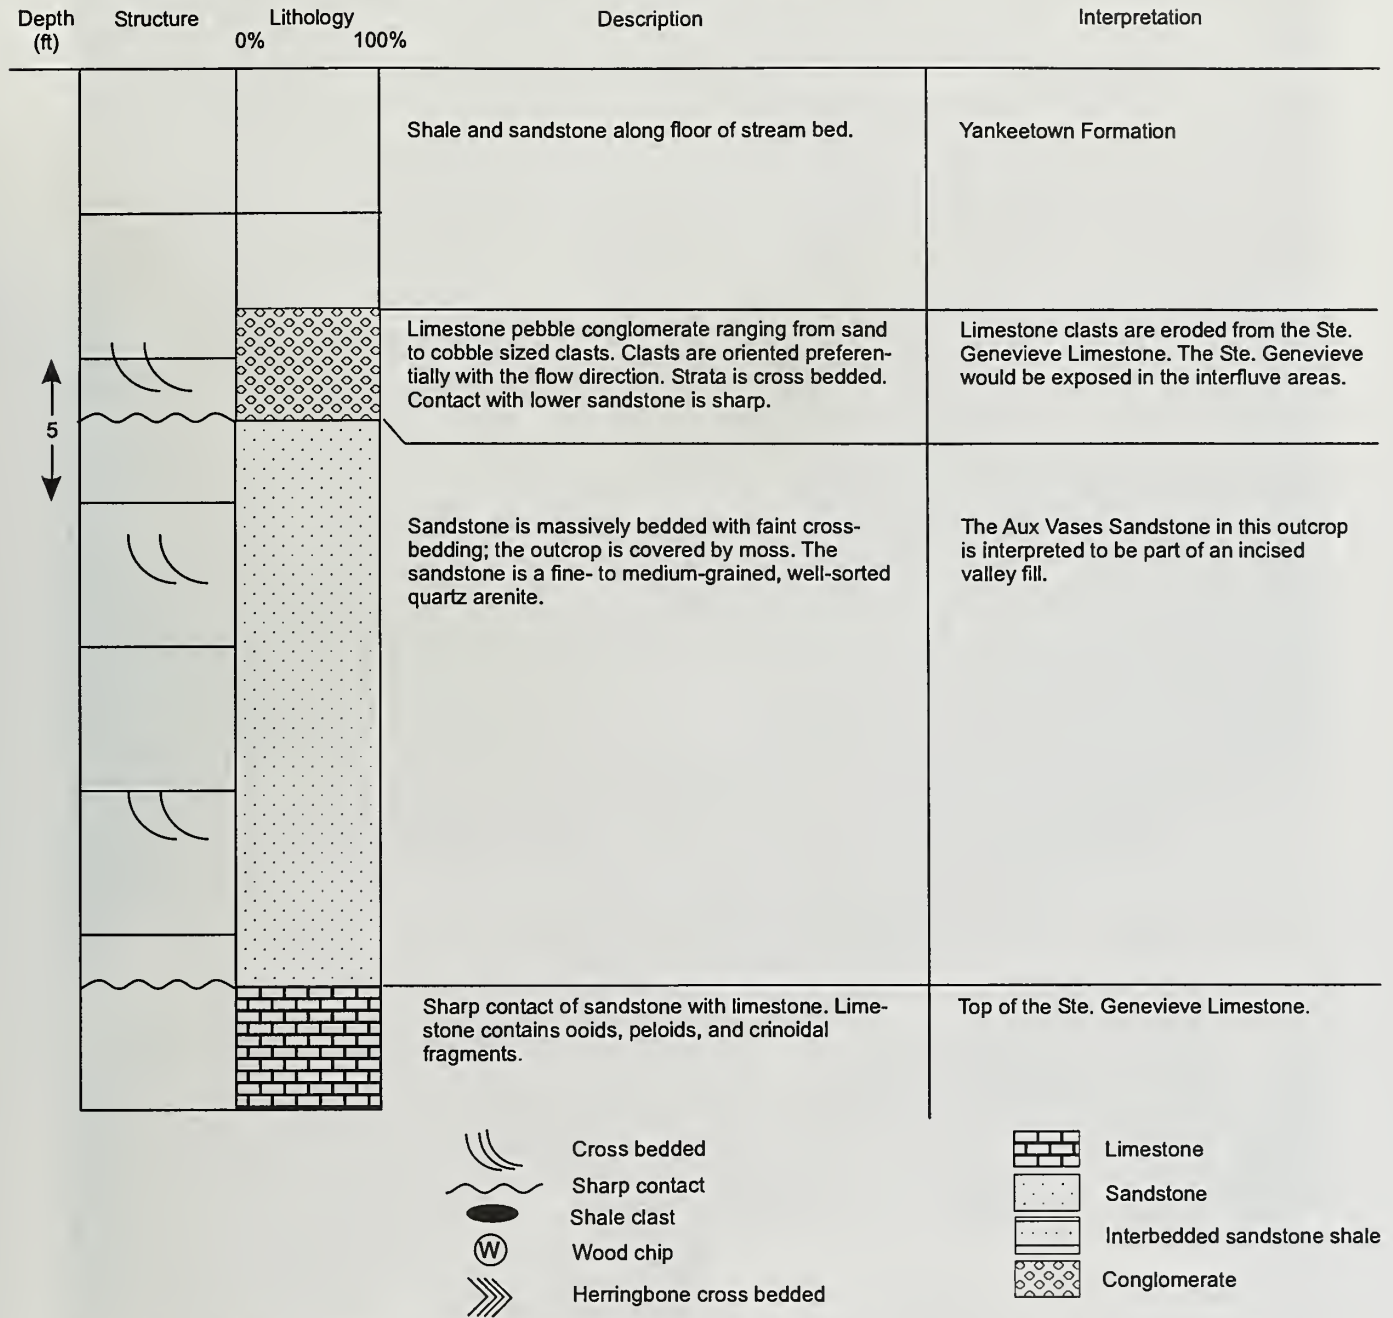 Depth
(ft)
Structure
Lithology
0% 100%
Description
Interpretation
Shale and sandstone along floor of stream bed.
Yankeetown Formation
Limestone pebble conglomerate ranging from sand
to cobble sized clasts. Clasts are oriented preferen-
tially with the flow direction. Strata is cross bedded.
Contact with lower sandstone is sharp.
Limestone clasts are eroded from the Ste.
Genevieve Limestone. The Ste. Genevieve
would be exposed in the interfluve areas.
5
Sandstone is massively bedded with faint cross-
bedding; the outcrop is covered by moss. The
sandstone is a fine- to medium-grained, well-sorted
quartz arenite.
The Aux Vases Sandstone in this outcrop
is interpreted to be part of an incised
valley fill.
Sharp contact of sandstone with limestone. Lime-
stone contains ooids, peloids, and crinoidal
fragments.
Top of the Ste. Genevieve Limestone.
Cross bedded
Sharp contact
Shale clast
W Wood chip
Herringbone cross bedded
Limestone
Sandstone
Interbedded sandstone shale
Conglomerate